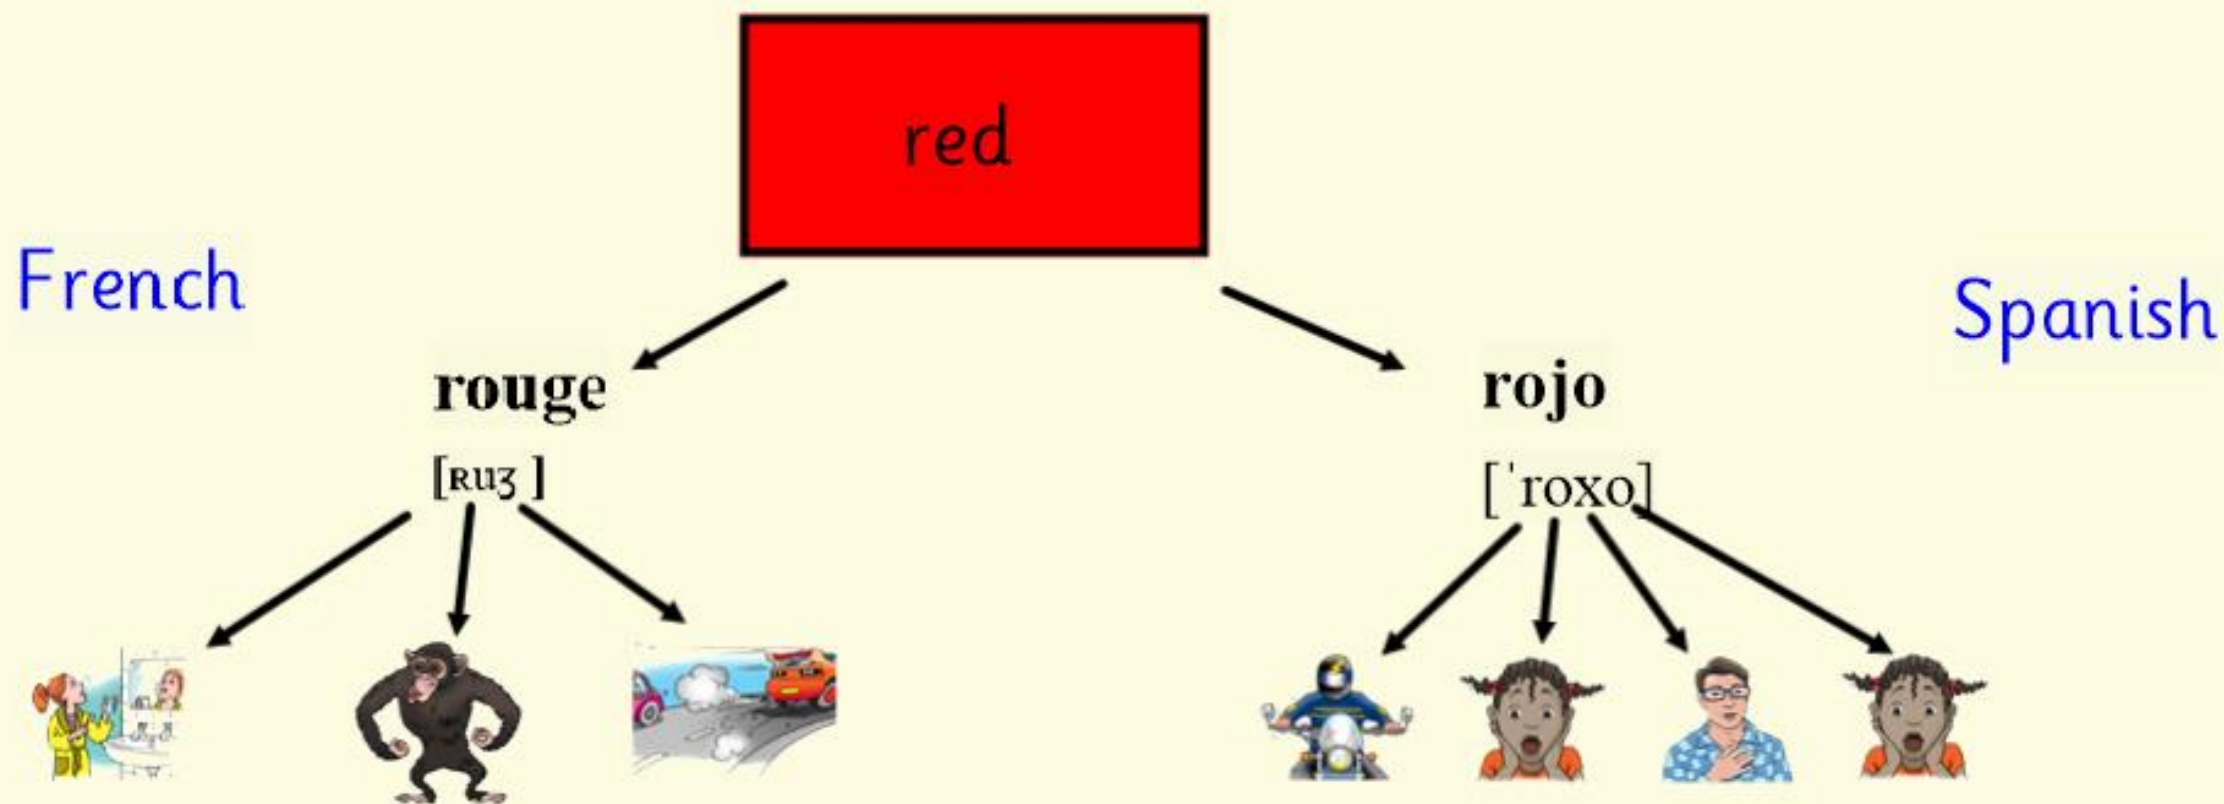 red
French
Spanish
rouge
rojo
[ʀuʒ ]
[ˈroxo]